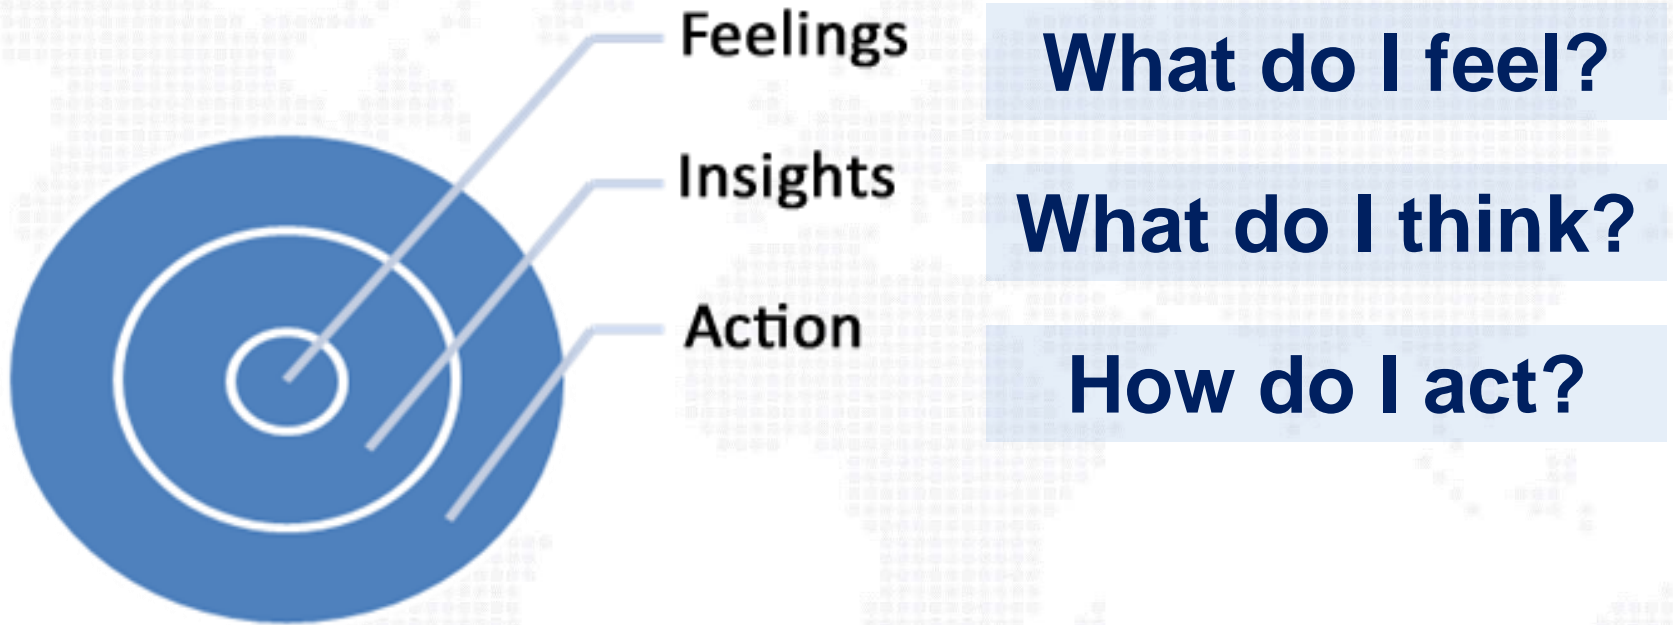 Feelings
What do I feel?
Insights
What do I think?
Action
How do I act?